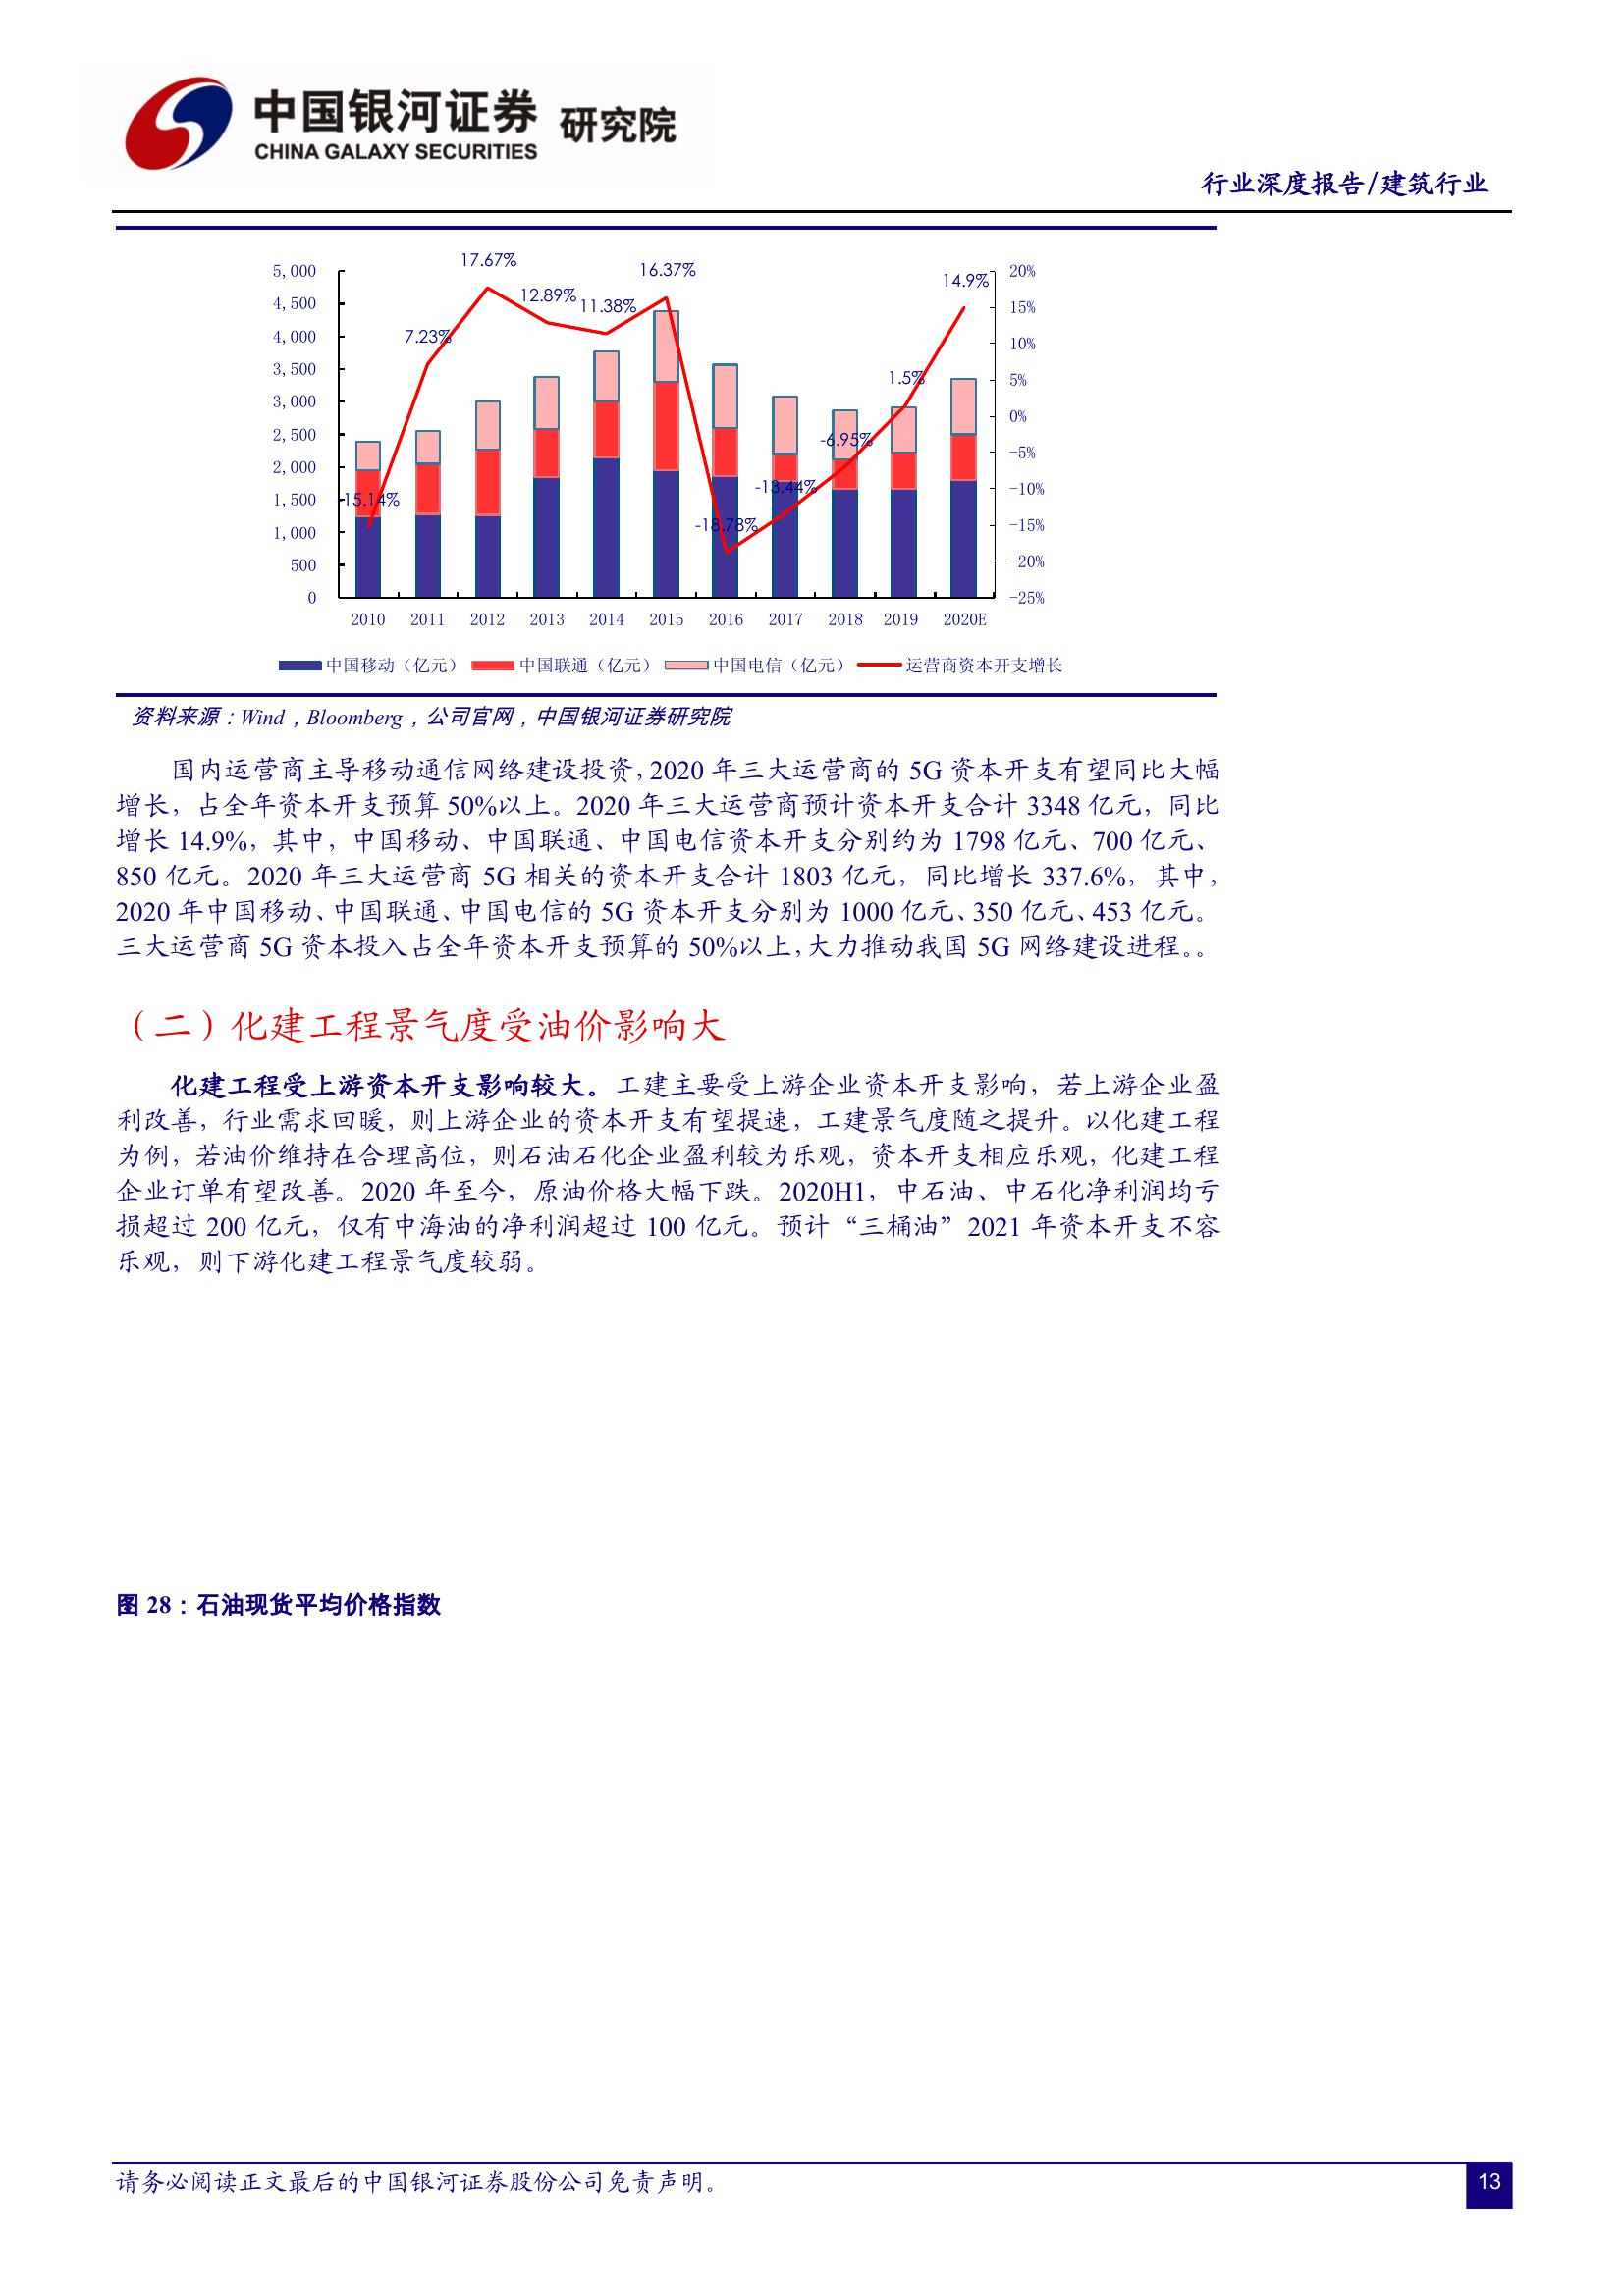 中国银河证券 研究院
CHINA GALAXY SECURITIES
行业深度报告/建筑行业
5,000
4,500
4,000
3,500
3,000
2,500
2,000
1,500
1,000
500
0
20%
15%
10%
5%
0%
-5%
-10%
-15%
-20%
-25%
-15.14%
7.23%
17.67%
12.89%
11.38%
16.37%
-18.78%
-13.44%
-6.95%
1.5%
14.9%
2010 2011 2012 2013 2014 2015 2016 2017 2018 2019 2020E
中国移动（亿元） 中国联通（亿元） 中国电信（亿元） 运营商资本开支增长
资料来源：Wind，Bloomberg，公司官网，中国银河证券研究院
国内运营商主导移动通信网络建设投资，2020 年三大运营商的 5G 资本开支有望同比大幅
增长，占全年资本开支预算 50%以上。2020 年三大运营商预计资本开支合计 3348 亿元，同比
增长 14.9%，其中，中国移动、中国联通、中国电信资本开支分别约为 1798 亿元、700 亿元、
850 亿元。2020 年三大运营商 5G 相关的资本开支合计 1803 亿元，同比增长 337.6%，其中，
2020 年中国移动、中国联通、中国电信的 5G 资本开支分别为 1000 亿元、350 亿元、453 亿元。
三大运营商 5G 资本投入占全年资本开支预算的 50%以上，大力推动我国 5G 网络建设进程。。
（二）化建工程景气度受油价影响大
化建工程受上游资本开支影响较大。工建主要受上游企业资本开支影响，若上游企业盈
利改善，行业需求回暖，则上游企业的资本开支有望提速，工建景气度随之提升。以化建工程
为例，若油价维持在合理高位，则石油石化企业盈利较为乐观，资本开支相应乐观，化建工程
企业订单有望改善。2020 年至今，原油价格大幅下跌。2020H1，中石油、中石化净利润均亏
损超过 200 亿元，仅有中海油的净利润超过 100 亿元。预计“三桶油”2021 年资本开支不容
乐观，则下游化建工程景气度较弱。
图 28：石油现货平均价格指数
请务必阅读正文最后的中国银河证券股份公司免责声明。
13